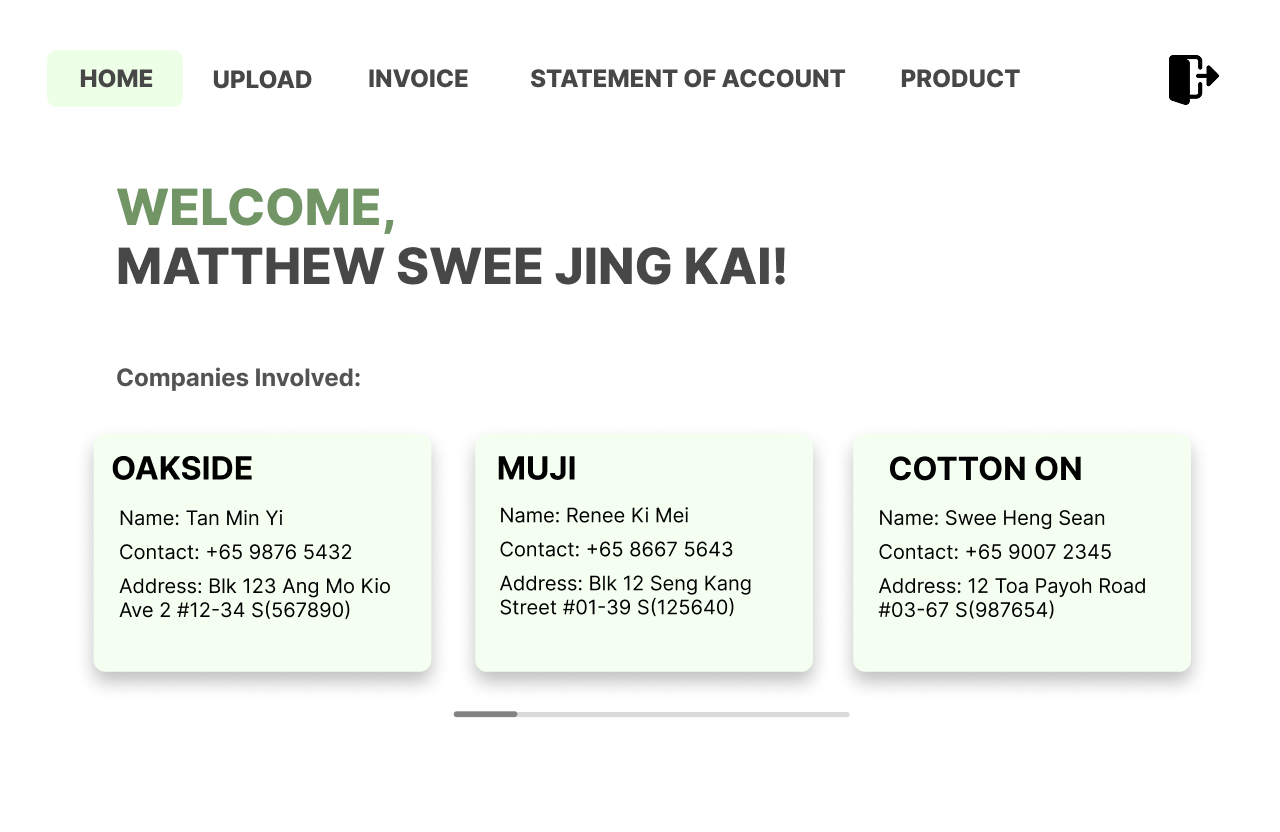 HOME
UPLOAD
INVOICE
STATEMENT OF ACCOUNT
PRODUCT
WELCOME,
MATTHEW SWEE JING KAI!
Companies Involved:
OAKSIDE
Name: Tan Min Yi
Contact: +65 9876 5432
Address: Blk 123 Ang Mo Kio
Ave 2 #12-34 S(567890)
MUJI
Name: Renee Ki Mei
Contact: +65 8667 5643
Address: Blk 12 Seng Kang
Street #01-39 S(125640)
COTTON ON
Name: Swee Heng Sean
Contact: +65 9007 2345
Address: 12 Toa Payoh Road
#03-67 S(987654)